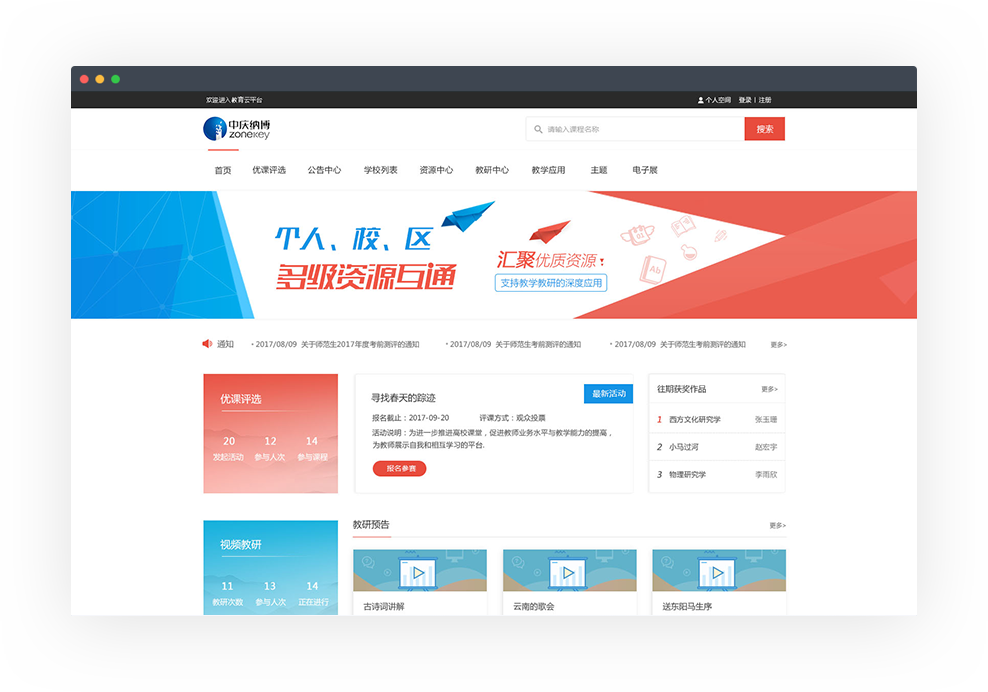 欢迎进入教育云平台
个人空间 登录 | 注册
中庆纳博
zonekey
请输入课程名称
搜索
首页 优课评选 公告中心 学校列表 资源中心 教研中心 教学应用 主题 电子展
个人、校、区
多级资源互通
汇聚优质资源
支持教学教研的深度应用
Ab
通知 • 2017/08/09 关于师范生2017年度考前测评的通知 • 2017/08/09 关于师范生考前测评的通知 • 2017/08/09 关于师范生考前测评的通知 更多>
优课评选
20 12 14
发起活动 参与人次 参与课程
寻找春天的踪迹
最新活动
报名截止：2017-09-20 评课方式：观众投票
活动说明：为进一步推进高校课堂，促进教师业务水平与教学能力的提高，
为教师展示自我和相互学习的平台.
报名参赛
往期获奖作品 更多>
1 西方文化研究学 张玉珊
2 小马过河 赵宏宇
3 物理研究学 李雨欣
视频教研
11 13 14
教研次数 参与人次 正在进行
教研预告 更多>
古诗词讲解
云南的歌会
送东阳马生序